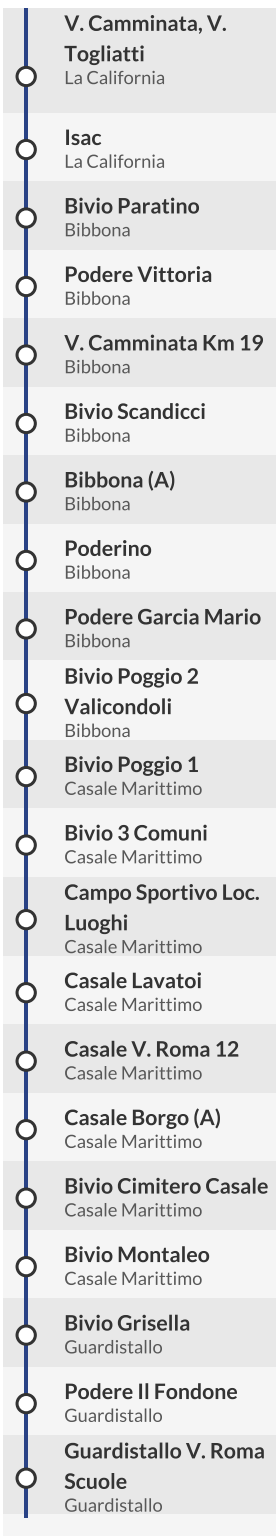 V. Camminata, V.
Togliatti
La California
Isac
La California
Bivio Paratino
Bibbona
Podere Vittoria
Bibbona
V. Camminata Km 19
Bibbona
Bivio Scandicci
Bibbona
Bibbona (A)
Bibbona
Poderino
Bibbona
Podere Garcia Mario
Bibbona
Bivio Poggio 2
Valicondoli
Bibbona
Bivio Poggio 1
Casale Marittimo
Bivio 3 Comuni
Casale Marittimo
Campo Sportivo Loc.
Luoghi
Casale Marittimo
Casale Lavatoi
Casale Marittimo
Casale V. Roma 12
Casale Marittimo
Casale Borgo (A)
Casale Marittimo
Bivio Cimitero Casale
Casale Marittimo
Bivio Montaleo
Casale Marittimo
Bivio Grisella
Guardistallo
Podere Il Fondone
Guardistallo
Guardistallo V. Roma
Scuole
Guardistallo